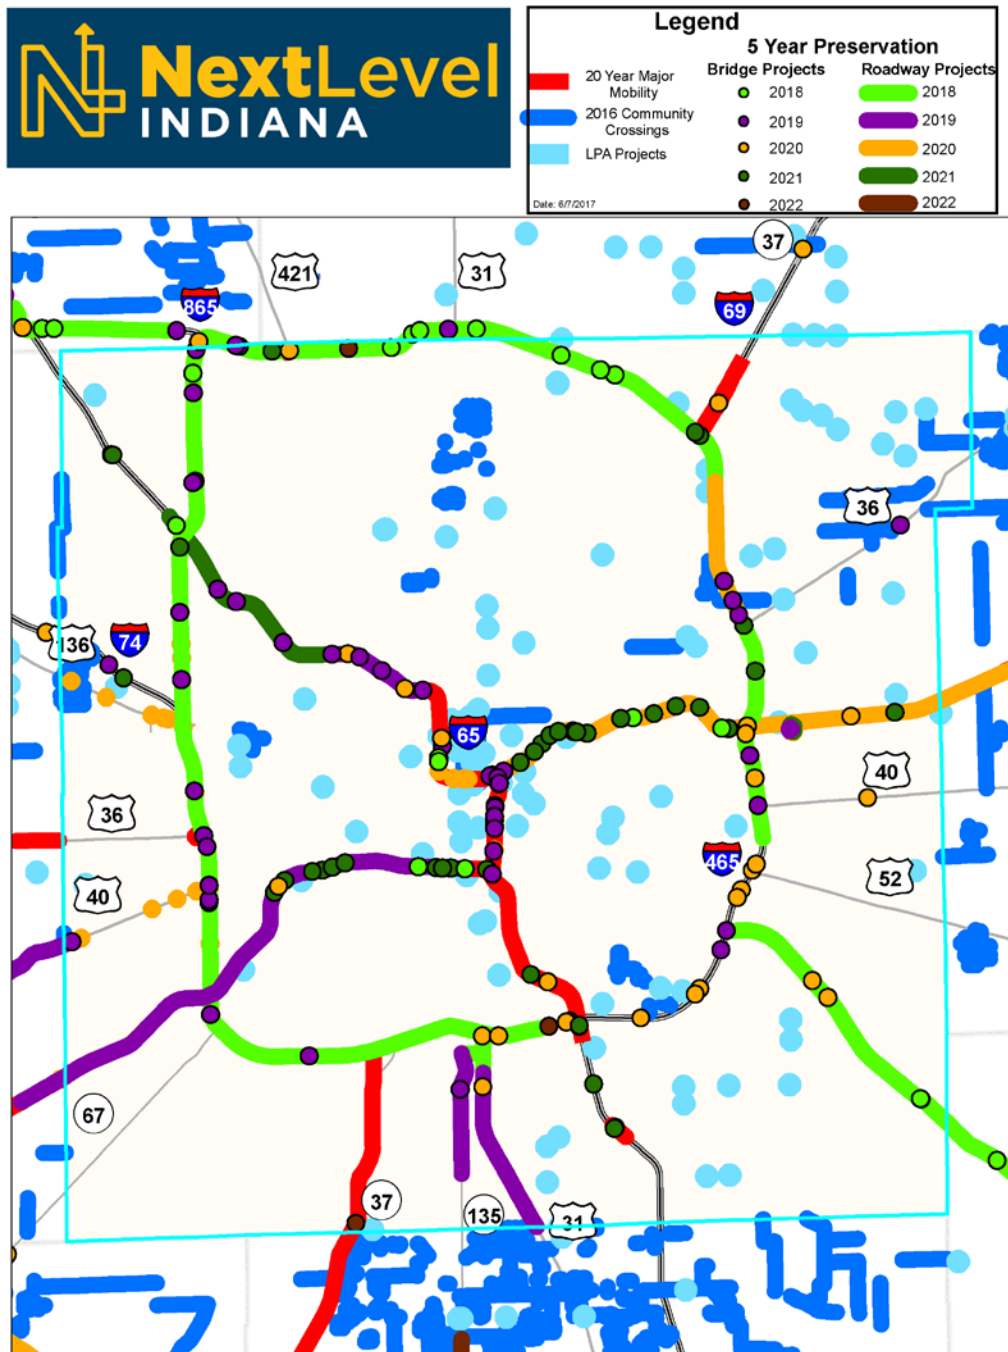 NextLevel
INDIANA
Legend
5 Year Preservation
Bridge Projects
Roadway Projects
20 Year Major
Mobility
2016 Community
Crossings
LPA Projects
2018
2019
2020
2021
2022
2018
2019
2020
2021
2022
Date: 6/7/2017
37
421
31
865
69
36
136
74
65
40
36
465
52
40
67
37
135
31